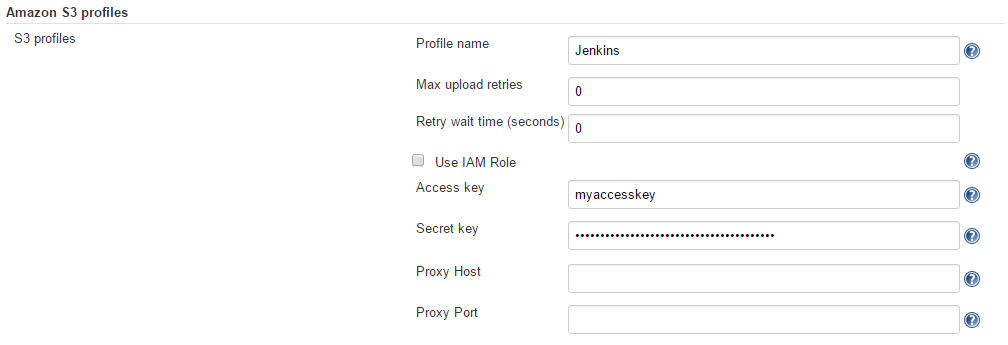 Amazon S3 profiles
S3 profiles
Profile name
Jenkins
Max upload retries
0
Retry wait time (seconds)
0
Use IAM Role
Access key
myaccesskey
Secret key
••••••••••••••••••••••••••••••••••••••••
Proxy Host
Proxy Port